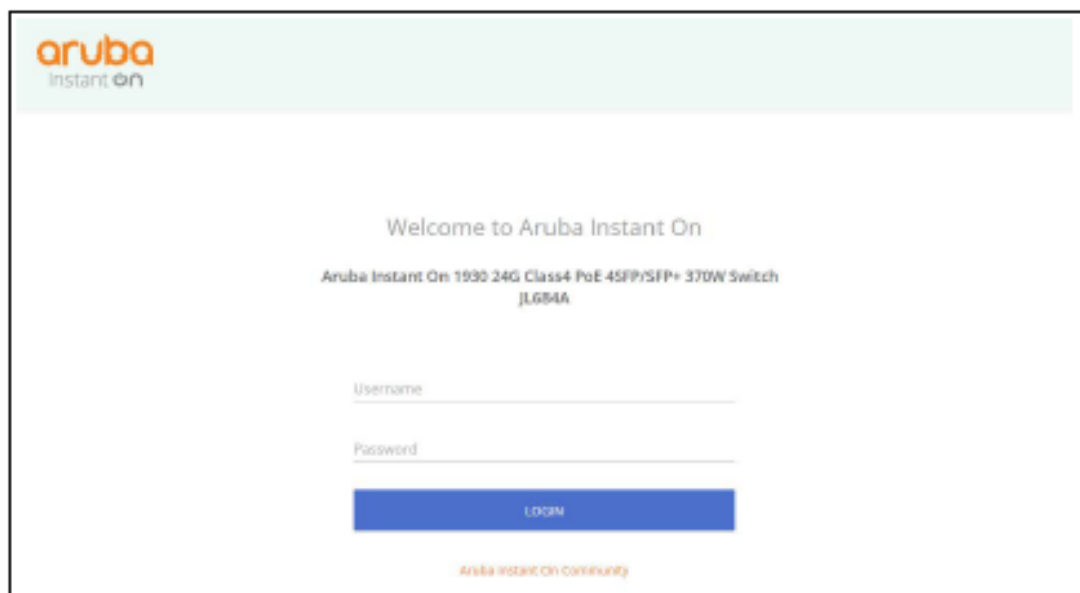 aruba
Instant On
Welcome to Aruba Instant On
Aruba Instant On 1930 24G Class4 PoE 4SFP/SFP+ 370W Switch
JL684A
Username
Password
LOGIN
Aruba Instant On Community